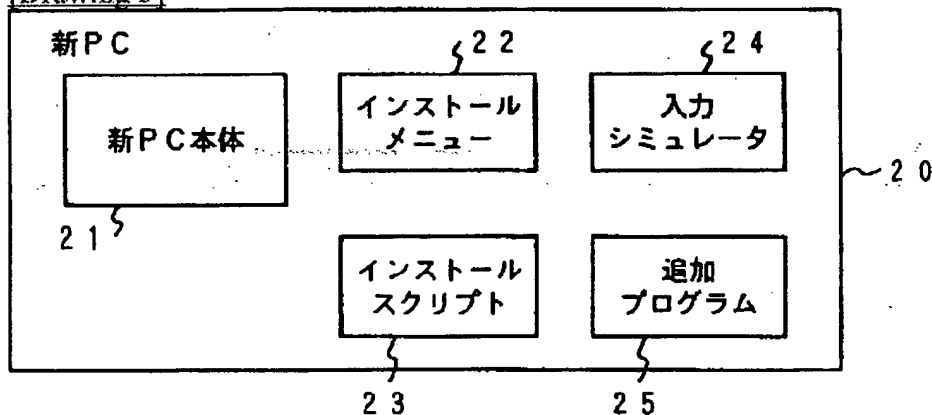 新PC
22
24
新PC本体
インストール
メニュー
入力
シミュレータ
20
21
インストール
スクリプト
追加
プログラム
23
25